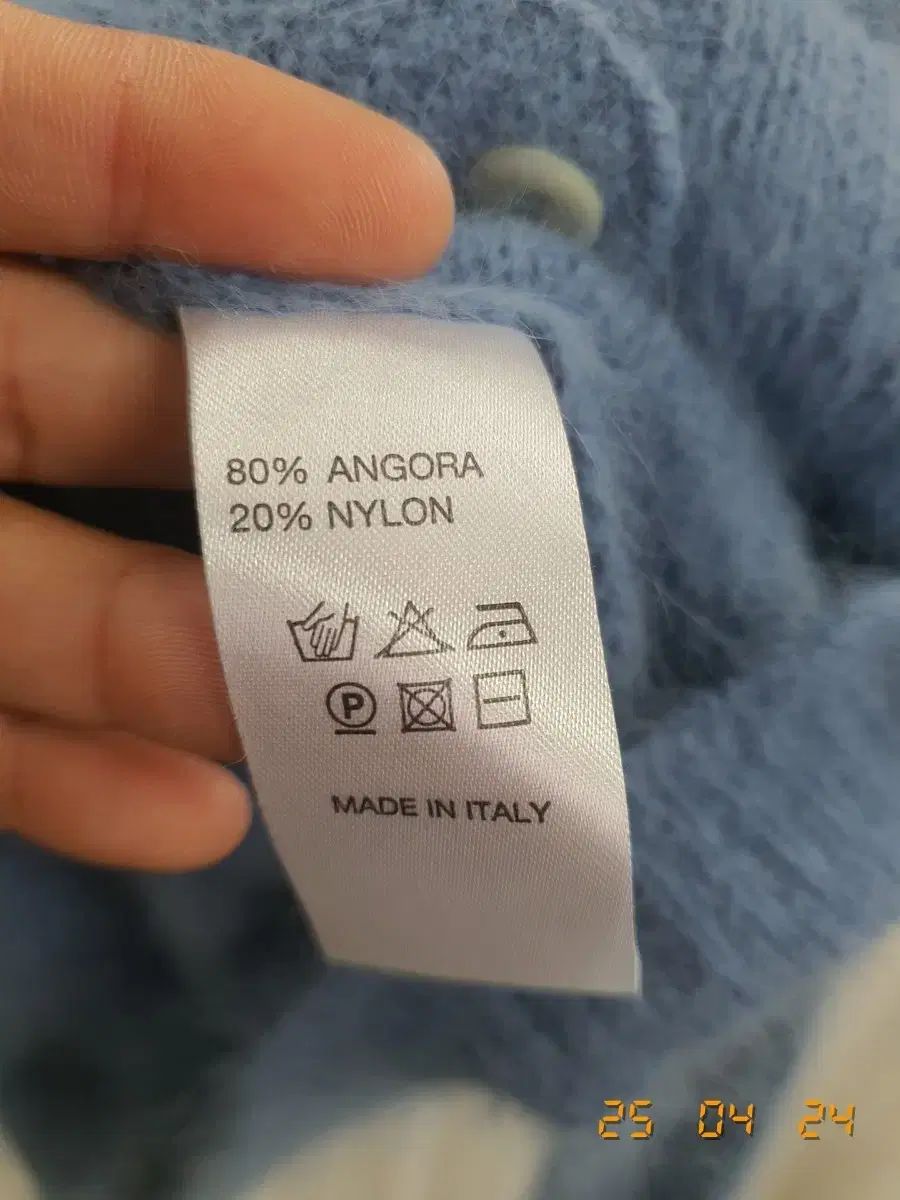 80% ANGORA
20% NYLON
P
MADE IN ITALY
25 04 24